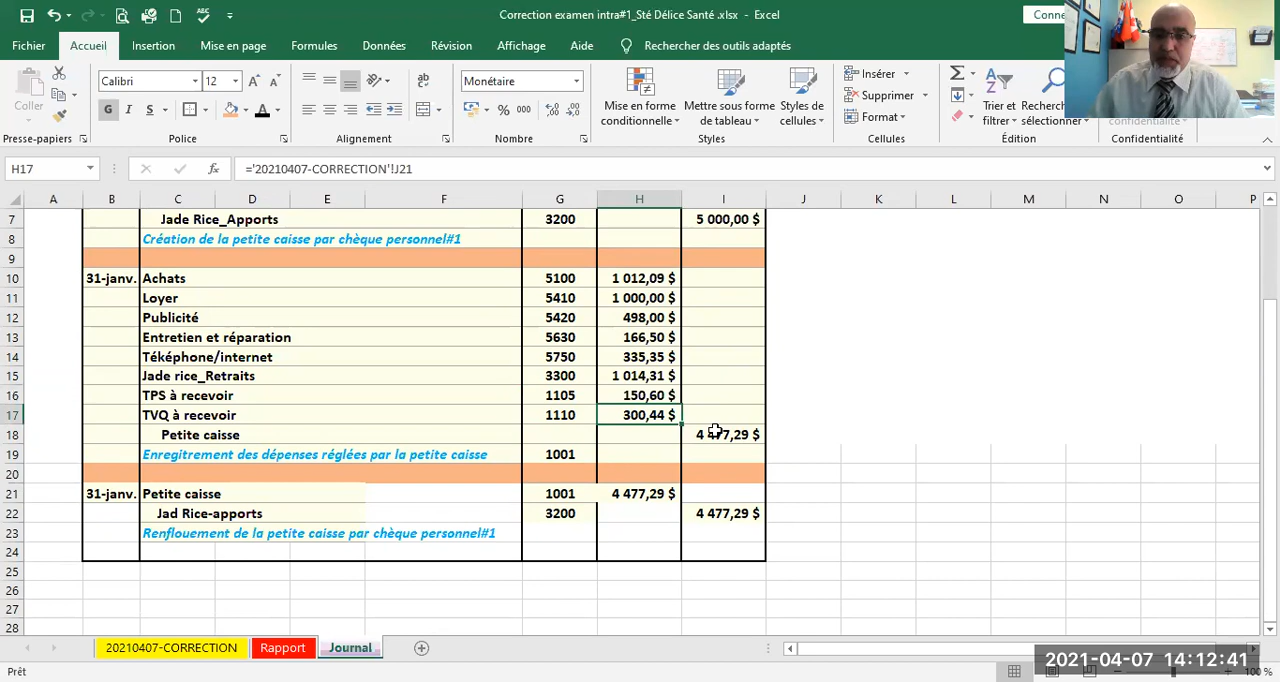 Correction examen intra#1_Sté Délice Santé .xlsx - Excel
Conne
Fichier Accueil Insertion Mise en page Formules Données Révision Affichage Aide Rechercher des outils adaptés
Coller
Calibri 12
G I S
Monétaire
% 000
Mise en forme conditionnelle
Mettre sous forme de tableau
Styles de cellules
Insérer
Supprimer
Format
Trier et filtrer
Rechercher sélectionner
Presse-papiers Police Alignement Nombre Styles Cellules Édition Confidentialité
H17 fx ='20210407-CORRECTION'!J21
A B C D E F G H I J K L M N O P
7 Jade Rice_Apports 3200 5 000,00 $
8 Création de la petite caisse par chèque personnel#1
9
10 31-janv. Achats 5100 1 012,09 $
11 Loyer 5410 1 000,00 $
12 Publicité 5420 498,00 $
13 Entretien et réparation 5630 166,50 $
14 Téképhone/internet 5750 335,35 $
15 Jade rice_Retraits 3300 1 014,31 $
16 TPS à recevoir 1105 150,60 $
17 TVQ à recevoir 1110 300,44 $
18 Petite caisse 4 477,29 $
19 Enregitrement des dépenses réglées par la petite caisse 1001
20
21 31-janv. Petite caisse 1001 4 477,29 $
22 Jad Rice-apports 3200 4 477,29 $
23 Renflouement de la petite caisse par chèque personnel#1
24
25
26
27
28
20210407-CORRECTION Rapport Journal
Prêt
2021-04-07 14:12:41
100 %